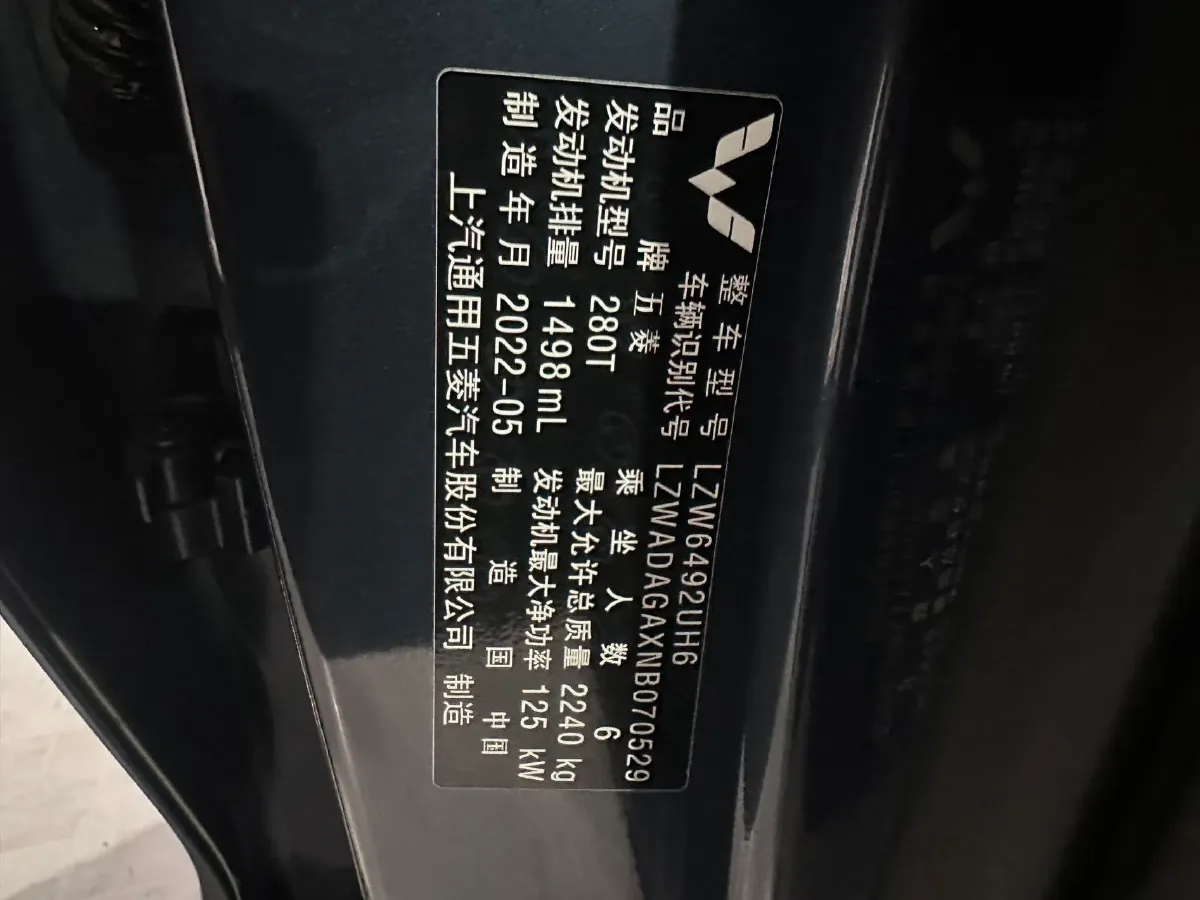 整车型号 LZW6492UH6
车辆识别代号 LZWADAGAXNB070529
品牌 五菱 乘坐人数 6
发动机型号 280T 最大允许总质量 2240 kg
发动机排量 1498 mL 发动机最大净功率 125 kW
制造年月 2022-05 制造国 中国
上汽通用五菱汽车股份有限公司 制造